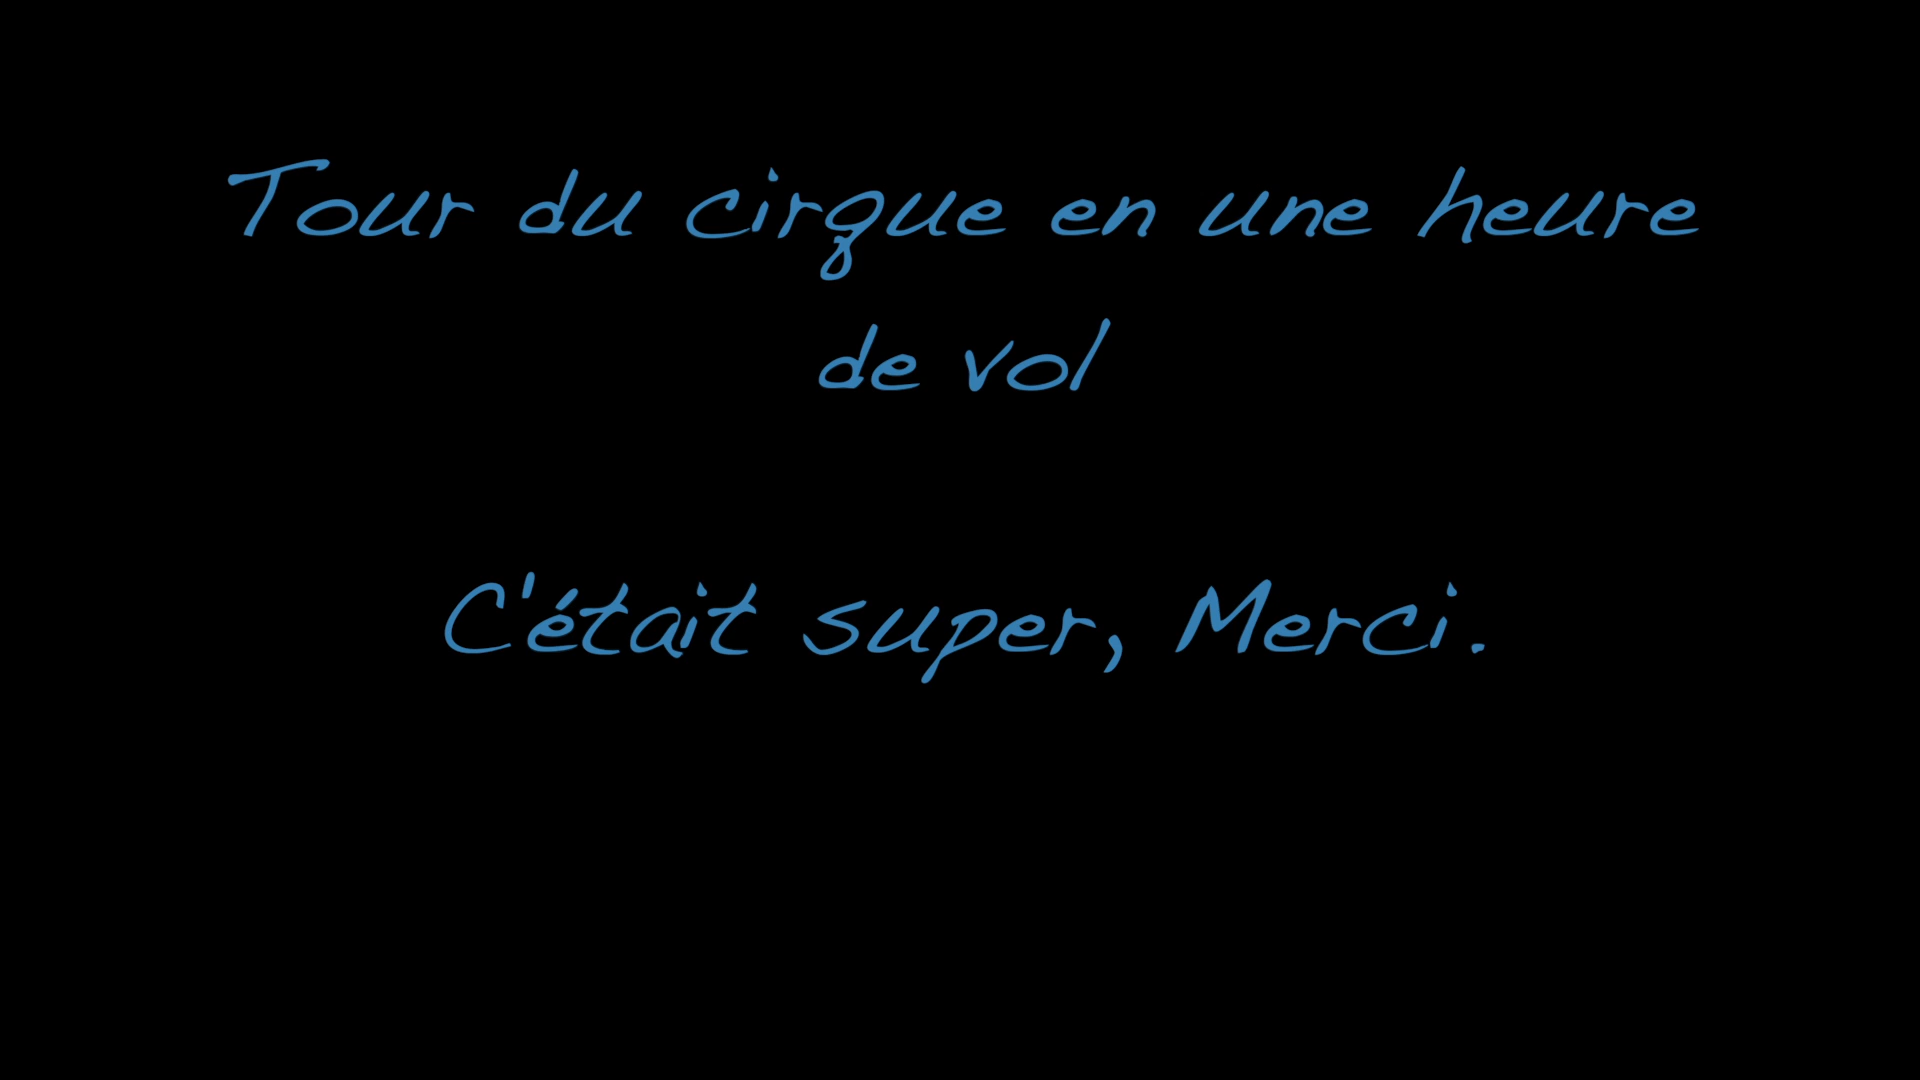 Tour du cirque en une heure
de vol
C'était super, Merci.